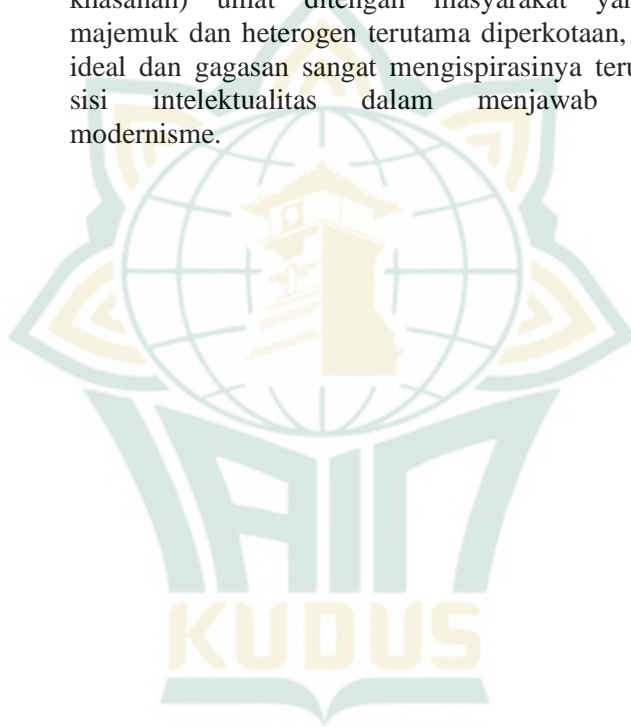 khasanah) umat ditengah masyarakat
majemuk dan heterogen terutama diperkotaan,
ideal dan gagasan sangat mengispirasinya
sisi intelektualitas dalam menjawab
modernisme.
IAIN
KUDUS